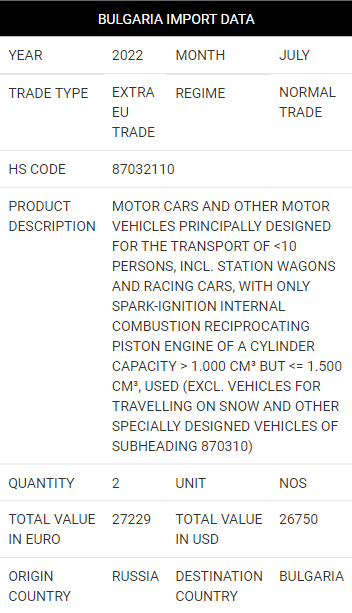 BULGARIA IMPORT DATA
YEAR 2022 MONTH JULY
TRADE TYPE EXTRA EU TRADE REGIME NORMAL TRADE
HS CODE 87032110
PRODUCT DESCRIPTION
MOTOR CARS AND OTHER MOTOR
VEHICLES PRINCIPALLY DESIGNED
FOR THE TRANSPORT OF <10
PERSONS, INCL. STATION WAGONS
AND RACING CARS, WITH ONLY
SPARK-IGNITION INTERNAL
COMBUSTION RECIPROCATING
PISTON ENGINE OF A CYLINDER
CAPACITY > 1.000 CM³ BUT <= 1.500
CM³, USED (EXCL. VEHICLES FOR
TRAVELLING ON SNOW AND OTHER
SPECIALLY DESIGNED VEHICLES OF
SUBHEADING 870310)
QUANTITY 2 UNIT NOS
TOTAL VALUE IN EURO 27229 TOTAL VALUE IN USD 26750
ORIGIN COUNTRY RUSSIA DESTINATION COUNTRY BULGARIA